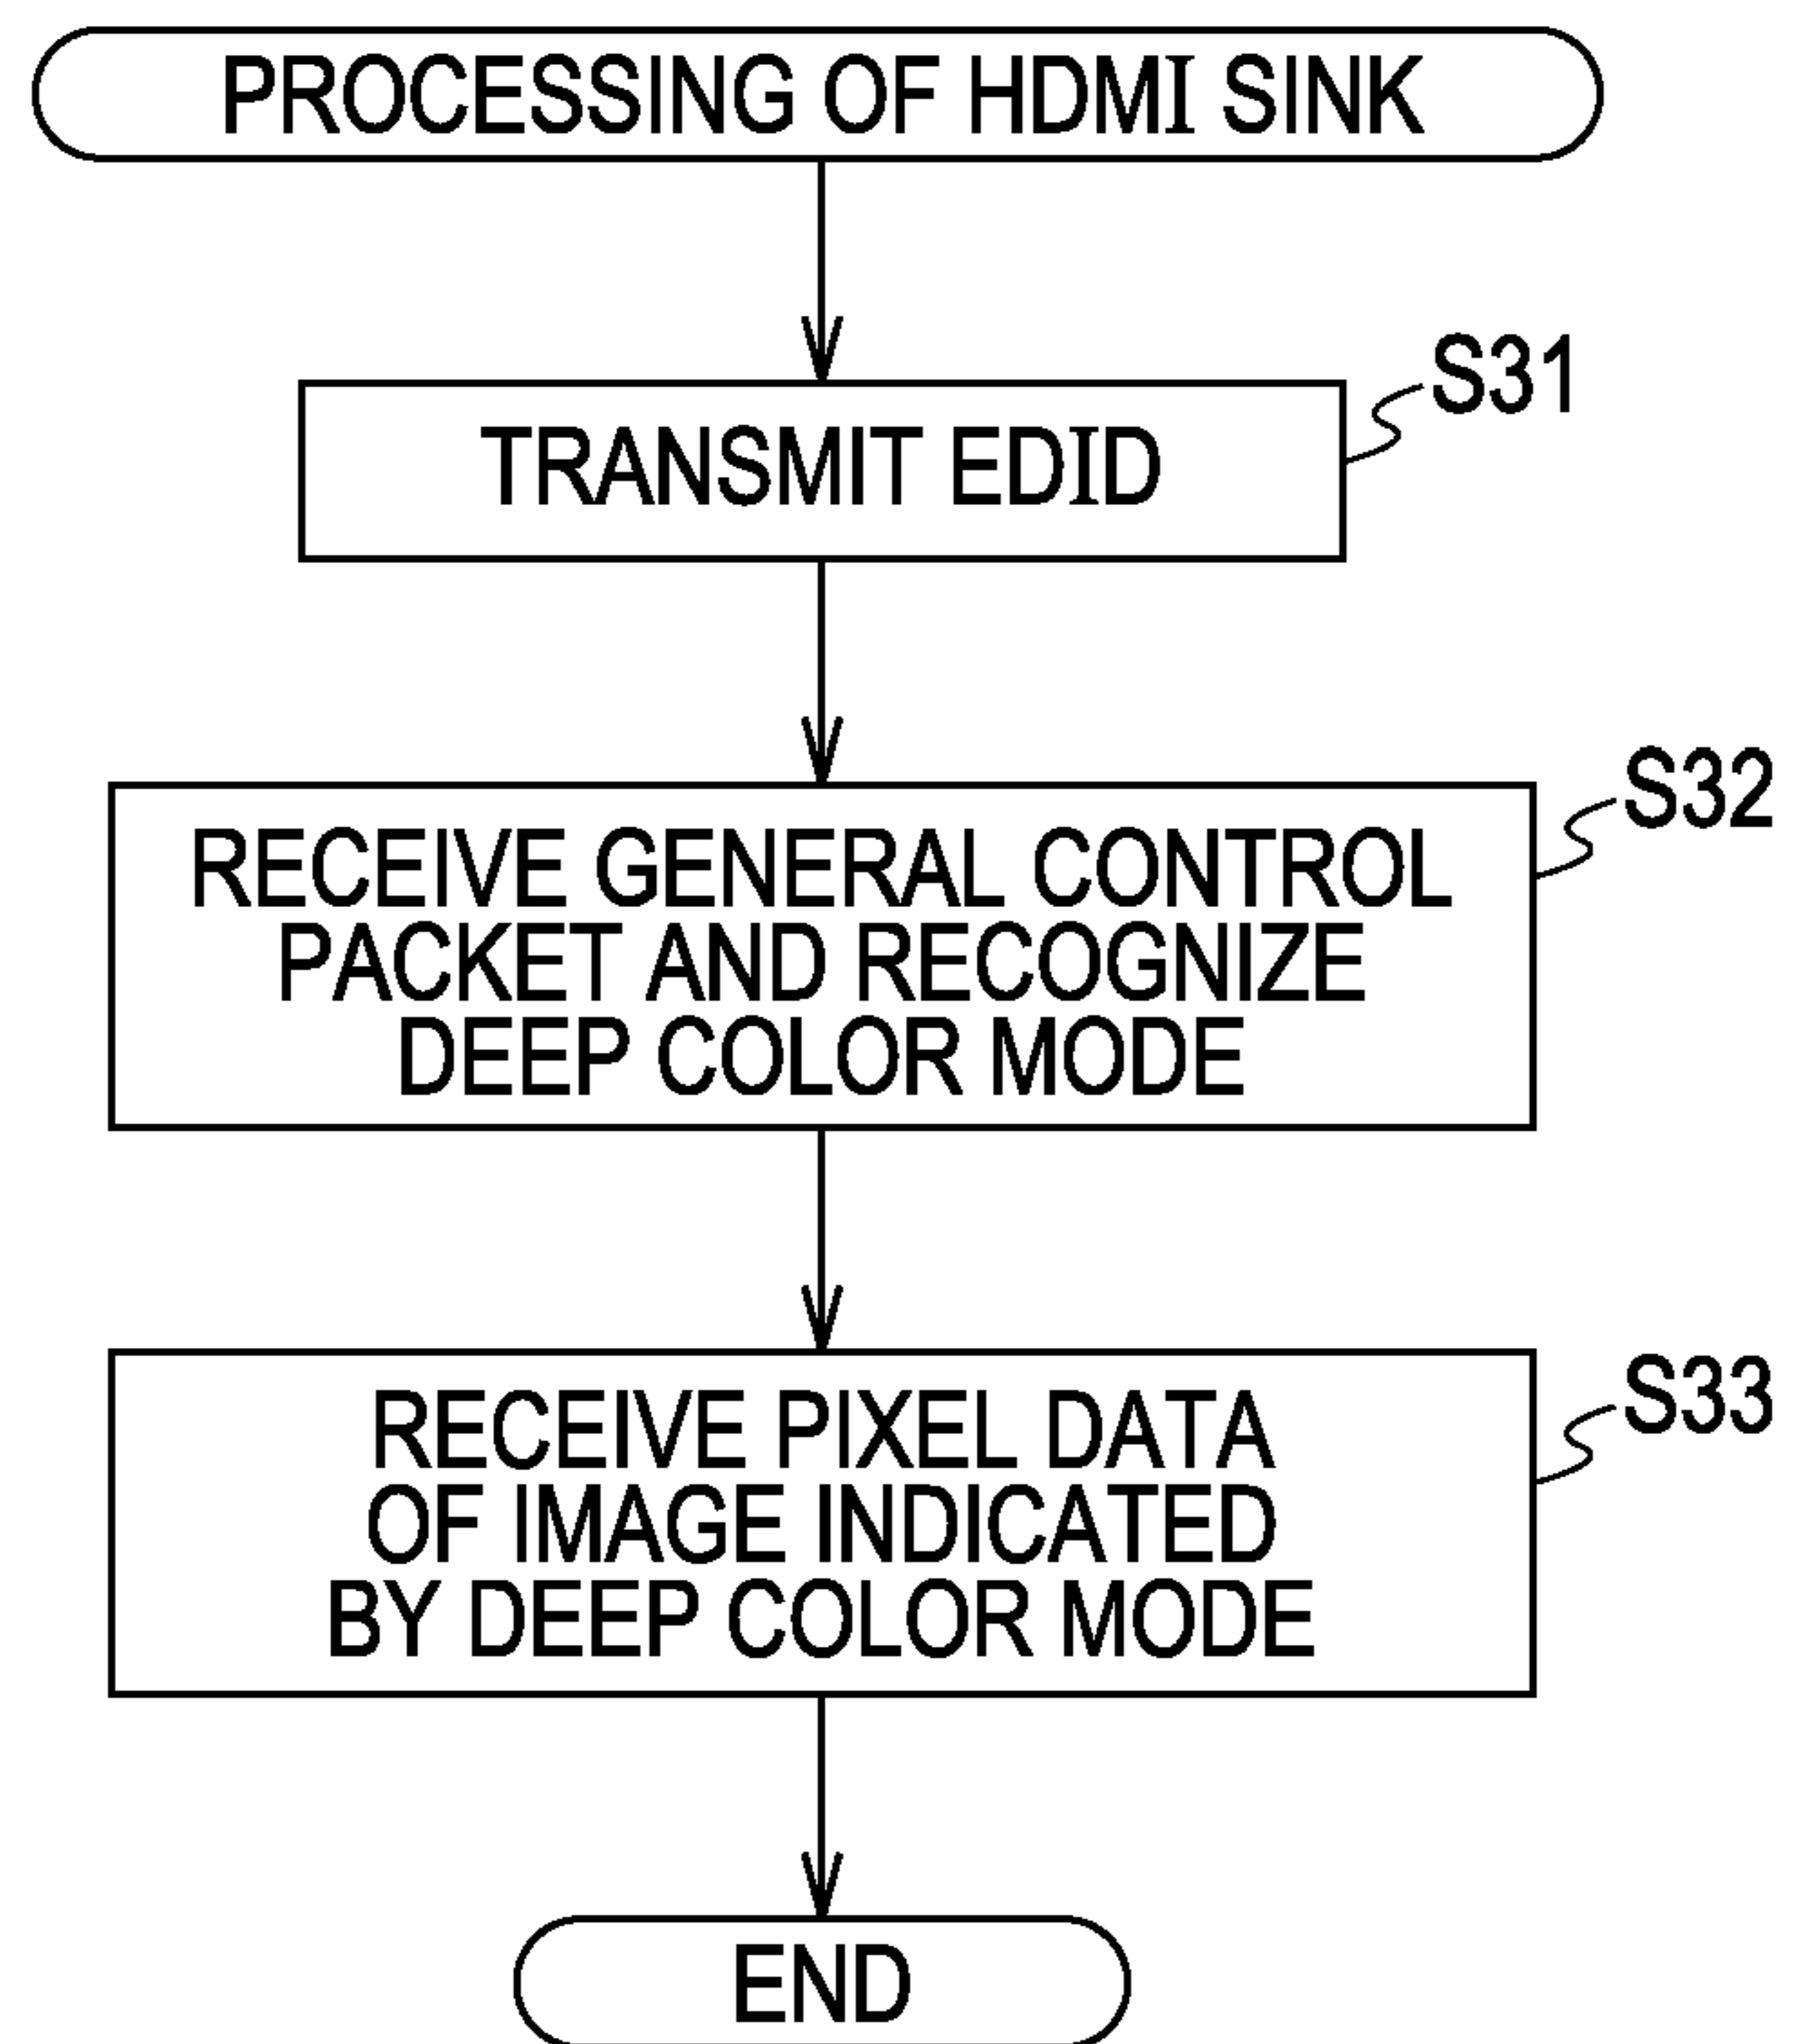 PROCESSING OF HDMI SINK
TRANSMIT EDID
S31
RECEIVE GENERAL CONTROL
PACKET AND RECOGNIZE
DEEP COLOR MODE
S32
RECEIVE PIXEL DATA
OF IMAGE INDICATED
BY DEEP COLOR MODE
S33
END